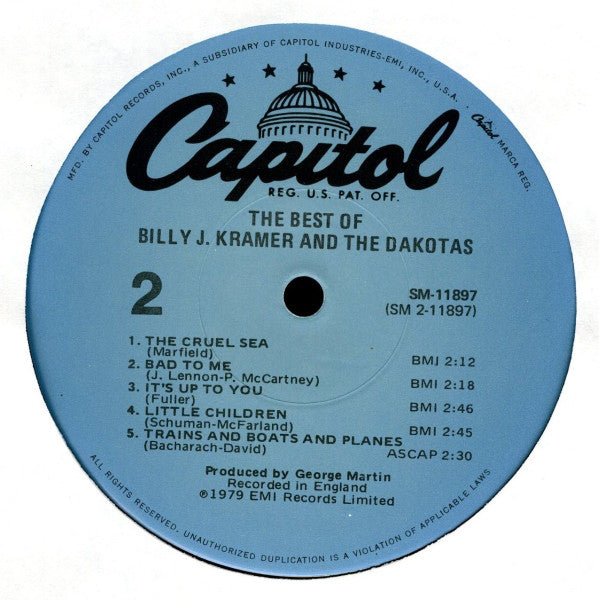 MFD. BY CAPITOL RECORDS, INC., A SUBSIDIARY OF CAPITOL INDUSTRIES-EMI, INC., U.S.A. • Capitol MARCA REG.
Capitol
REG. U.S. PAT. OFF.
THE BEST OF
BILLY J. KRAMER AND THE DAKOTAS
2
SM-11897
(SM 2-11897)
1. THE CRUEL SEA
(Marfield) BMI 2:12
2. BAD TO ME
(J. Lennon-P. McCartney) BMI 2:18
3. IT'S UP TO YOU
(Fuller) BMI 2:46
4. LITTLE CHILDREN
(Schuman-McFarland) BMI 2:45
5. TRAINS AND BOATS AND PLANES
(Bacharach-David) ASCAP 2:30
Produced by George Martin
Recorded in England
℗1979 EMI Records Limited
ALL RIGHTS RESERVED. UNAUTHORIZED DUPLICATION IS A VIOLATION OF APPLICABLE LAWS